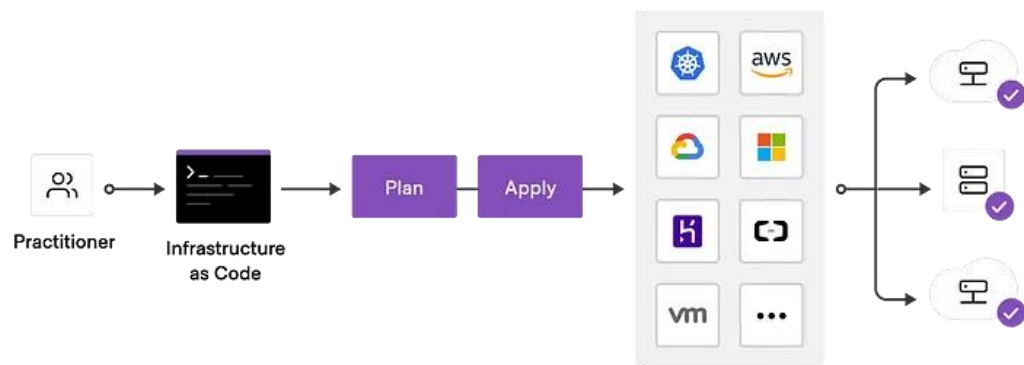 Practitioner
>_
Infrastructure
as Code
Plan
Apply
aws
vm